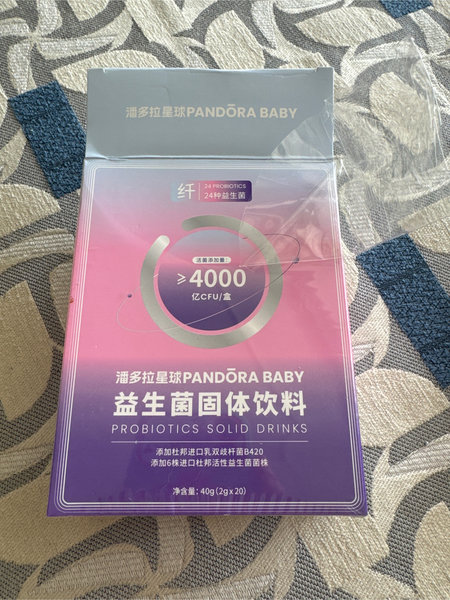 潘多拉星球PANDŌRA BABY
纤
24 PROBIOTICS
24种益生菌
活菌添加量：
≥4000
亿CFU/盒
潘多拉星球PANDŌRA BABY
益生菌固体饮料
PROBIOTICS SOLID DRINKS
添加杜邦进口乳双歧杆菌B420
添加6株进口杜邦活性益生菌菌株
净含量：40g(2g×20)